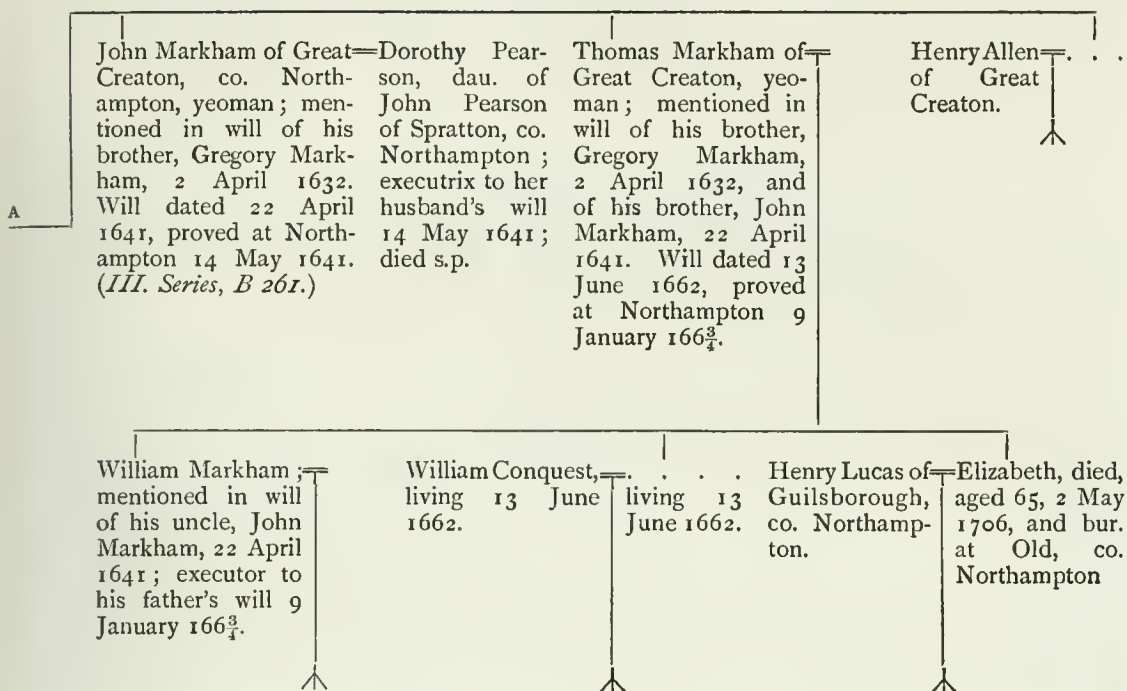 John Markham of Great
Creaton, co. North-
ampton, yeoman; men-
tioned in will of his
brother, Gregory Mark-
ham, 2 April 1632.
Will dated 22 April
1641, proved at North-
ampton 14 May 1641.
(III. Series, B 261.)
=Dorothy Pear-
son, dau. of
John Pearson
of Spratton, co.
Northampton;
executrix to her
husband's will
14 May 1641;
died s.p.
Thomas Markham of=
Great Creaton, yeo-
man; mentioned in
will of his brother,
Gregory Markham,
2 April 1632, and
of his brother, John
Markham, 22 April
1641. Will dated 13
June 1662, proved
at Northampton 9
January 166¾.
Henry Allen=. . .
of Great
Creaton.
A
William Markham;=
mentioned in will
of his uncle, John
Markham, 22 April
1641; executor to
his father's will 9
January 166¾.
William Conquest,=
living 13 June
1662.
. . . .
living 13
June 1662.
Henry Lucas of=
Guilsborough,
co. Northamp-
ton.
Elizabeth, died,
aged 65, 2 May
1706, and bur.
at Old, co.
Northampton